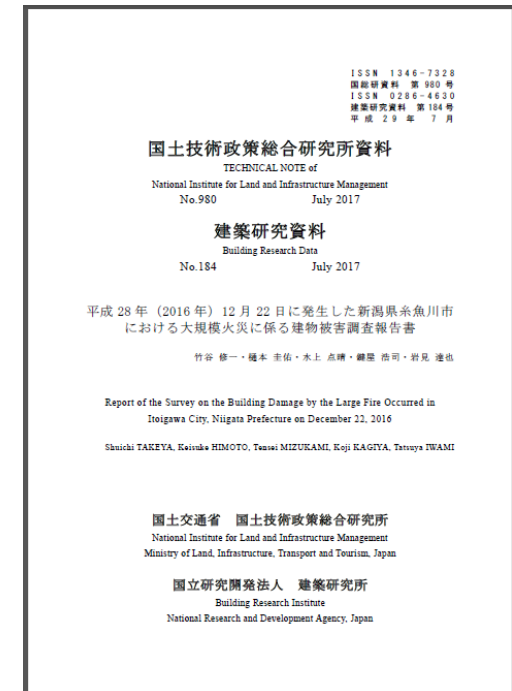 ISSN 1346-7328
国総研資料 第980号
ISSN 0286-4630
建築研究資料 第184号
平成29年 7月
国土技術政策総合研究所資料
TECHNICAL NOTE of
National Institute for Land and Infrastructure Management
No.980 July 2017
建築研究資料
Building Research Data
No.184 July 2017
平成 28 年（2016 年）12 月 22 日に発生した新潟県糸魚川市
における大規模火災に係る建物被害調査報告書
竹谷 修一・樋本 圭佑・水上 点晴・鍵屋 浩司・岩見 達也
Report of the Survey on the Building Damage by the Large Fire Occurred in
Itoigawa City, Niigata Prefecture on December 22, 2016
Shuichi TAKEYA, Keisuke HIMOTO, Tensei MIZUKAMI, Koji KAGIYA, Tatsuya IWAMI
国土交通省 国土技術政策総合研究所
National Institute for Land and Infrastructure Management
Ministry of Land, Infrastructure, Transport and Tourism, Japan
国立研究開発法人 建築研究所
Building Research Institute
National Research and Development Agency, Japan